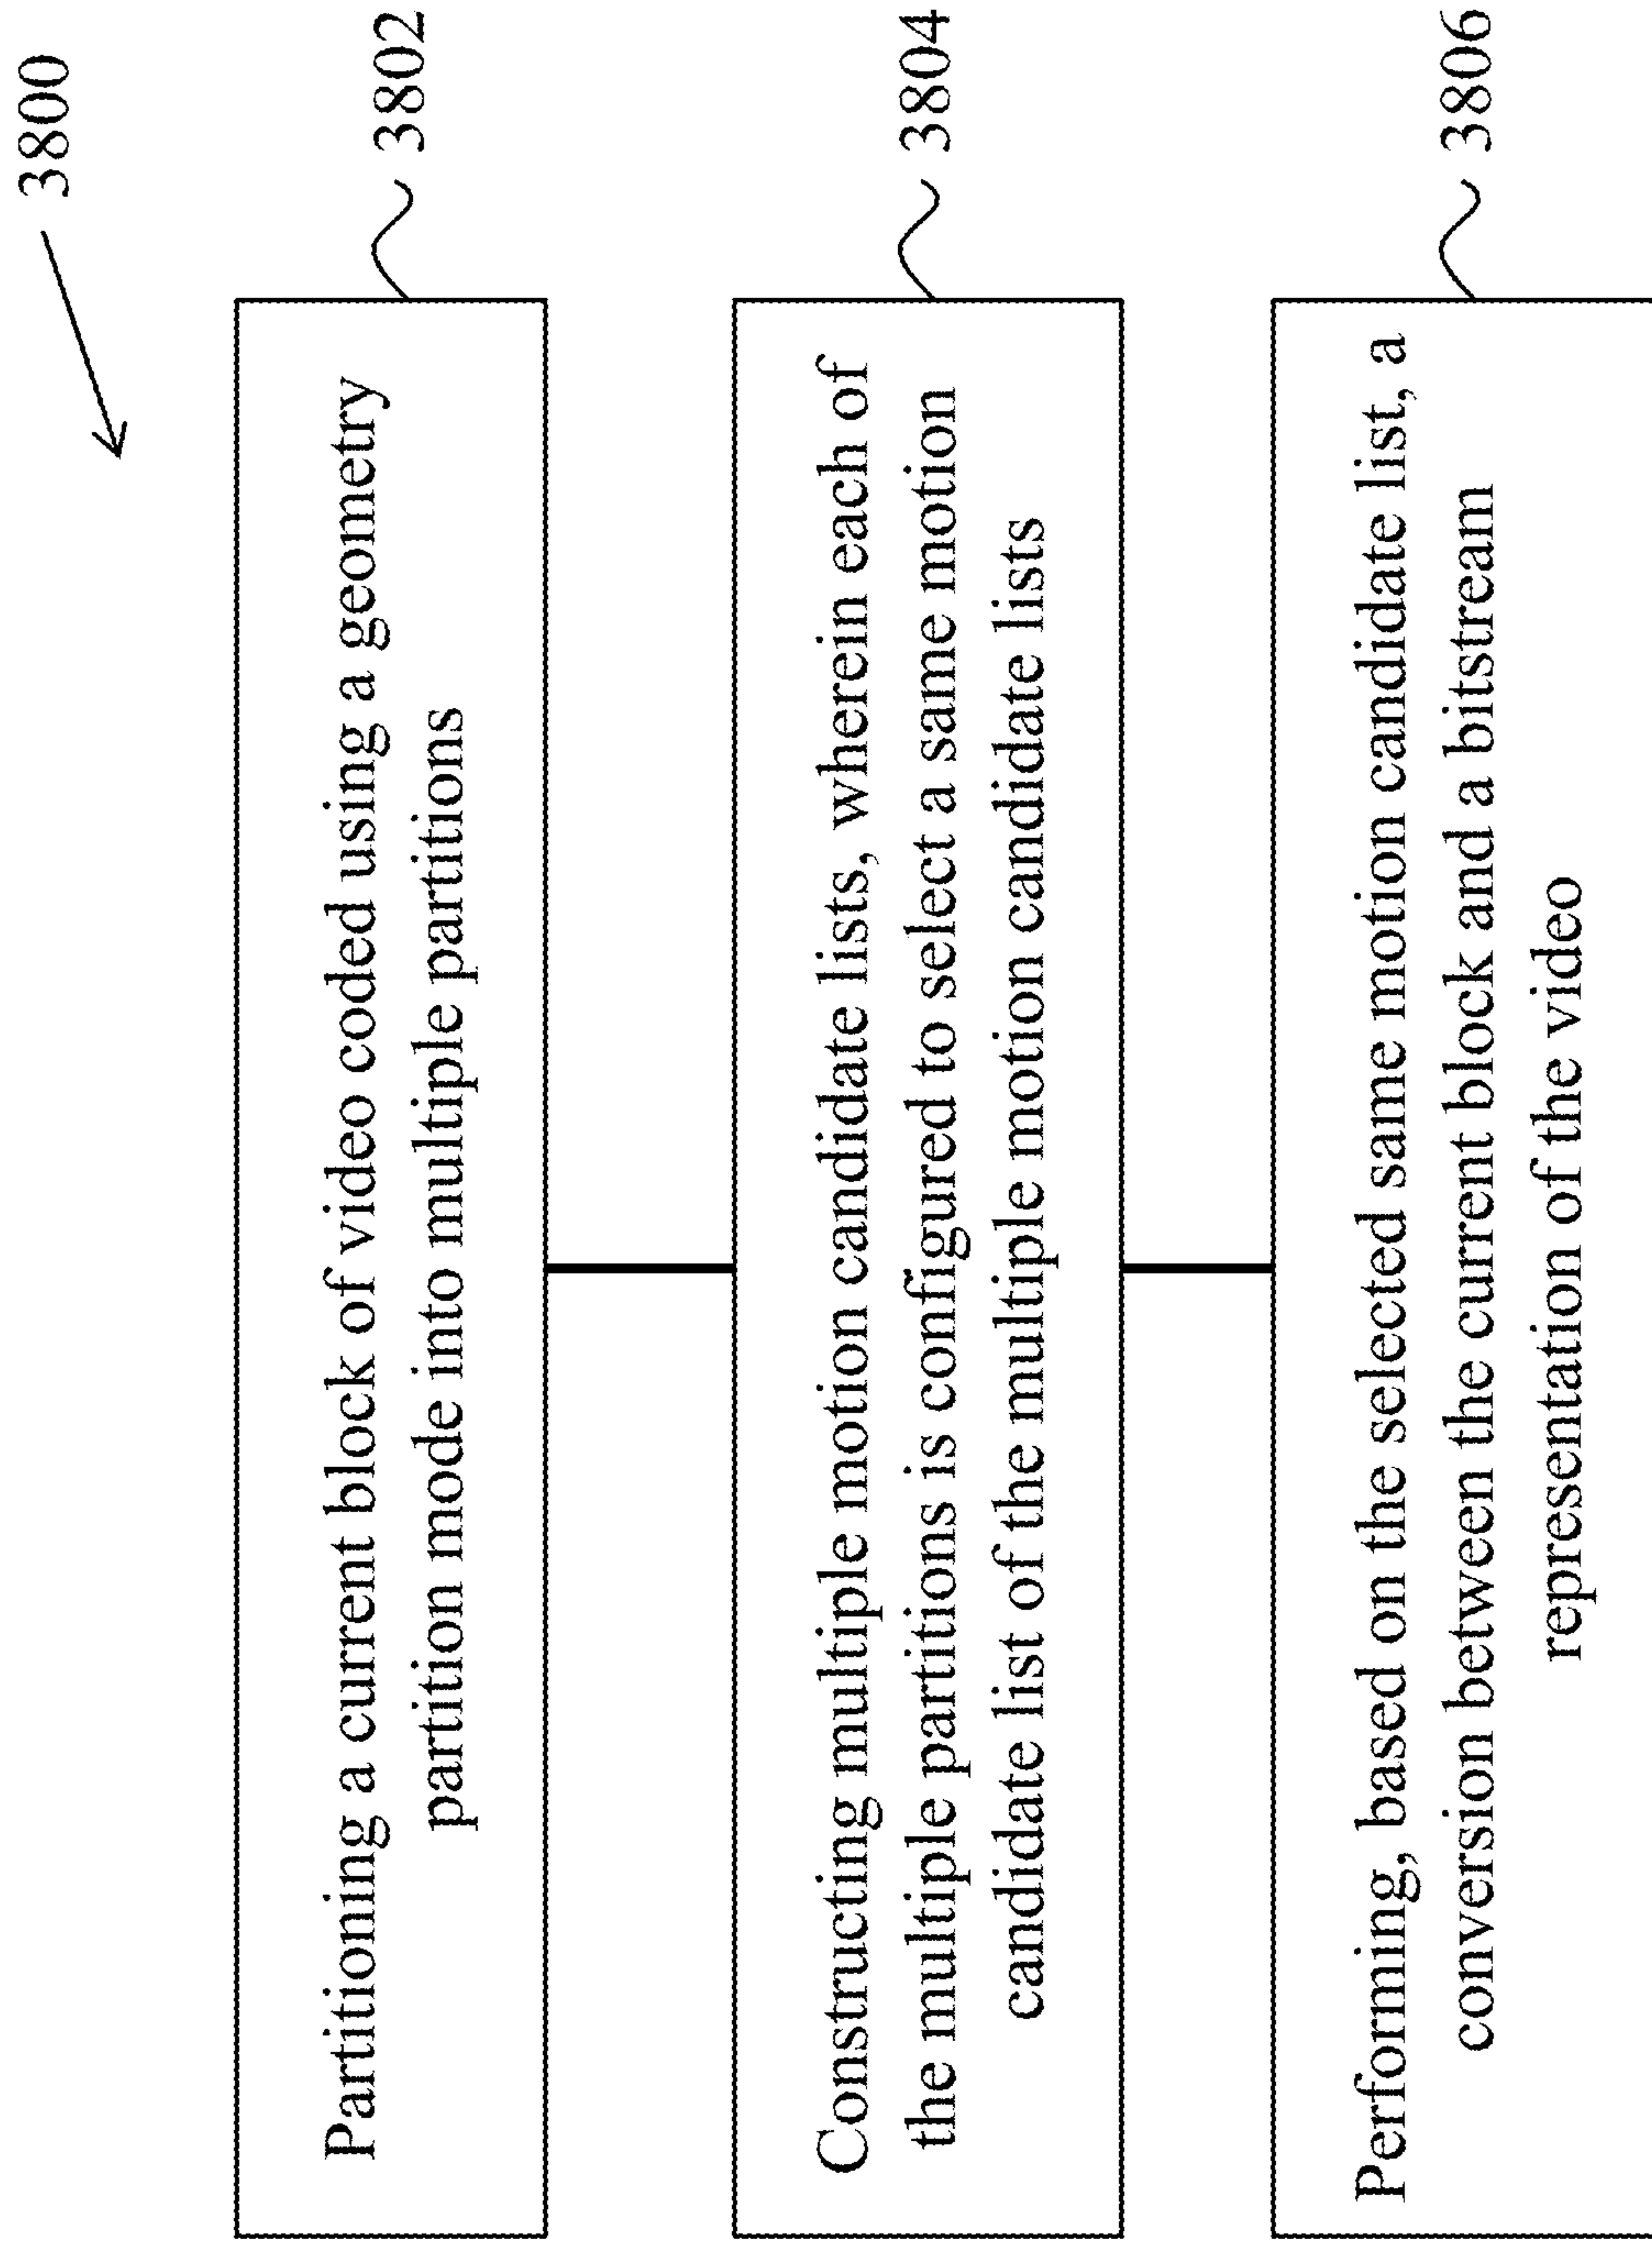 3800
Partitioning a current block of video coded using a geometry
partition mode into multiple partitions
3802
Constructing multiple motion candidate lists, wherein each of
the multiple partitions is configured to select a same motion
candidate list of the multiple motion candidate lists
3804
Performing, based on the selected same motion candidate list, a
conversion between the current block and a bitstream
representation of the video
3806